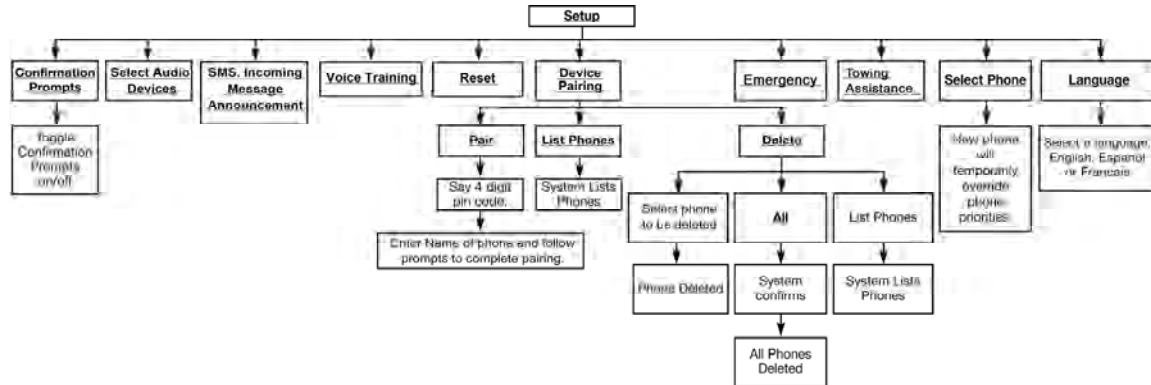 Setup
Confirmation
Prompts
Select Audio
Devices
SMS, Incoming
Message
Announcement
Voice Training
Reset
Device
Pairing
Emergency
Towing
Assistance
Select Phone
Language
Toggle
Confirmation
Prompts
on/off
Pair
List Phones
Delete
New phone
will
temporarily
override
phone
priorities
Select a language,
English, Español
or Francais
Say 4 digit
pin code.
System Lists
Phones
Select phone
to be deleted
All
List Phones
Enter Name of phone and follow
prompts to complete pairing.
Phone Deleted
System
confirms
System Lists
Phones
All Phones
Deleted